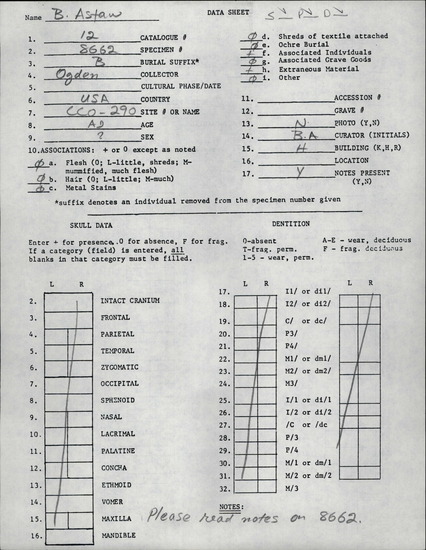 Name B. Astaw DATA SHEET
1. 12 CATALOGUE #
2. 8662 SPECIMEN #
3. B BURIAL SUFFIX*
4. Ogden COLLECTOR
5. CULTURAL PHASE/DATE
6. USA COUNTRY
7. CCO-290 SITE # OR NAME
8. AD AGE
9. ? SEX
10. ASSOCIATIONS: + or 0 except as noted
0 a. Flesh (0; L-little, shreds; M-
mummified, much flesh)
0 b. Hair (0; L-little; M-much)
0 c. Metal Stains
0 d. Shreds of textile attached
0 e. Ochre Burial
+ f. Associated Individuals
0 g. Associated Grave Goods
+ h. Extraneous Material
0 i. Other
11. ACCESSION #
12. GRAVE #
13. N PHOTO (Y,N)
14. B.A CURATOR (INITIALS)
15. H BUILDING (K,H,R)
16. LOCATION
17. Y NOTES PRESENT
(Y,N)
*suffix denotes an individual removed from the specimen number given
SKULL DATA
Enter + for presence, 0 for absence, F for frag.
If a category (field) is entered, all
blanks in that category must be filled.
DENTITION
0-absent A-E - wear, deciduous
T-frag. perm. F - frag. deciduous
1-5 - wear, perm.
L R
2. INTACT CRANIUM
3. FRONTAL
4. PARIETAL
5. TEMPORAL
6. ZYGOMATIC
7. OCCIPITAL
8. SPHENOID
9. NASAL
10. LACRIMAL
11. PALATINE
12. CONCHA
13. ETHMOID
14. VOMER
15. MAXILLA
16. MANDIBLE
L R L R
17. I1/ or di1/
18. I2/ or di2/
19. C/ or dc/
20. P3/
21. P4/
22. M1/ or dm1/
23. M2/ or dm2/
24. M3/
25. I/1 or di/1
26. I/2 or di/2
27. /C or /dc
28. P/3
29. P/4
30. M/1 or dm/1
31. M/2 or dm/2
32. M/3
NOTES:
Please read notes on 8662.